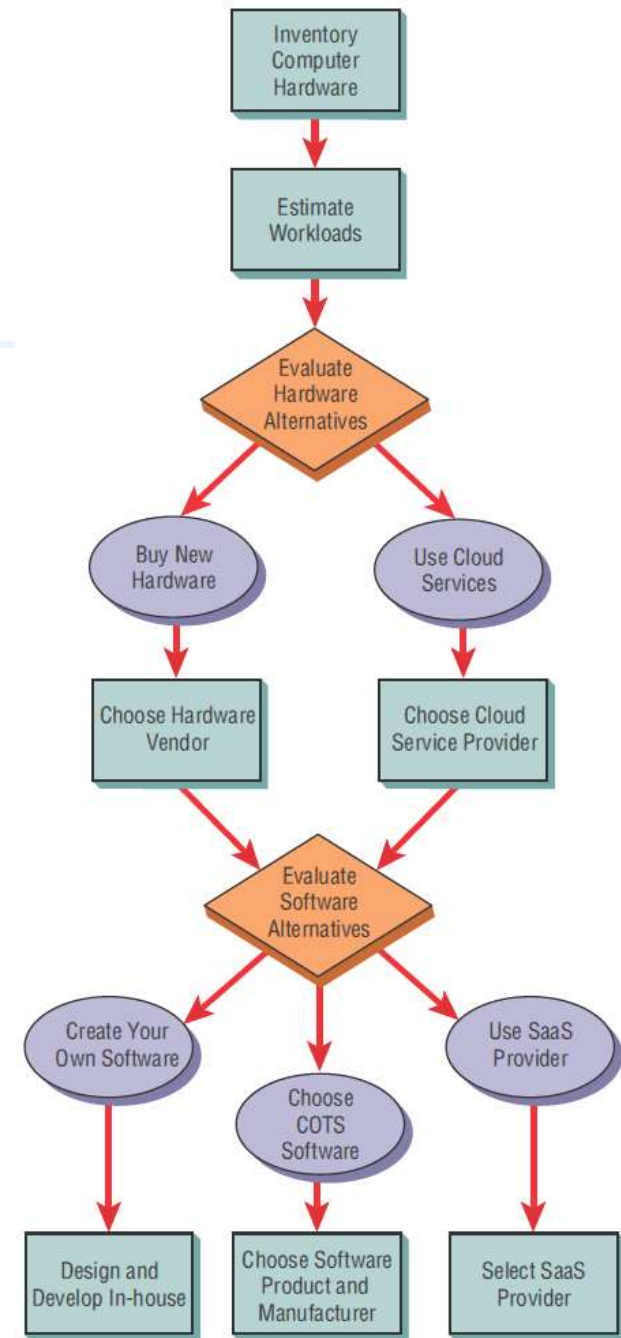 Inventory
Computer
Hardware
Estimate
Workloads
Evaluate
Hardware
Alternatives
Buy New
Hardware
Use Cloud
Services
Choose Hardware
Vendor
Choose Cloud
Service Provider
Evaluate
Software
Alternatives
Create Your
Own Software
Choose
COTS
Software
Use SaaS
Provider
Design and
Develop In-house
Choose Software
Product and
Manufacturer
Select SaaS
Provider